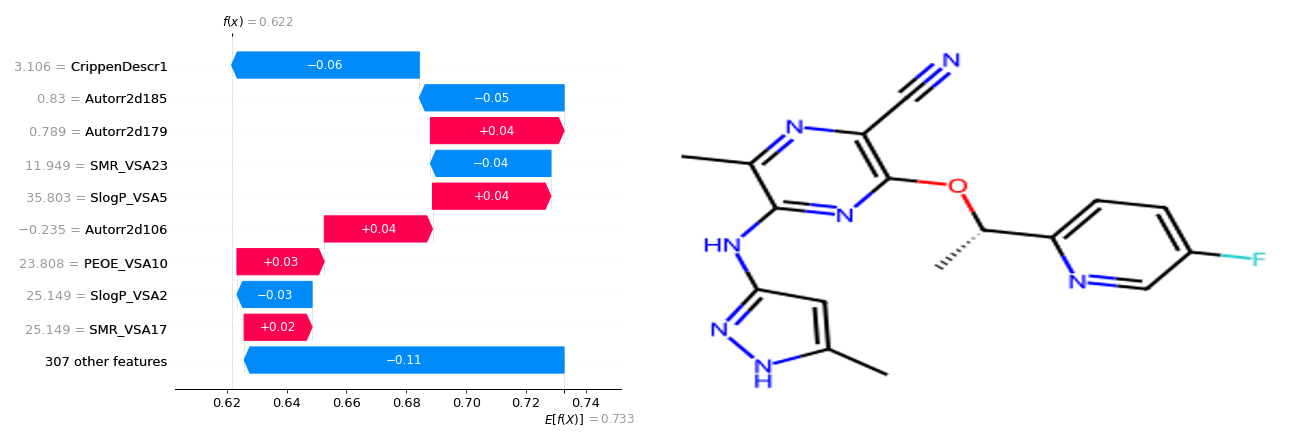 f(x) = 0.622
3.106 = CrippenDescr1
−0.06
0.83 = Autorr2d185
−0.05
0.789 = Autorr2d179
+0.04
11.949 = SMR_VSA23
−0.04
35.803 = SlogP_VSA5
+0.04
−0.235 = Autorr2d106
+0.04
23.808 = PEOE_VSA10
+0.03
25.149 = SlogP_VSA2
−0.03
25.149 = SMR_VSA17
+0.02
307 other features
−0.11
0.62 0.64 0.66 0.68 0.70 0.72 0.74
E[f(X)] = 0.733
N
N
O
N
HN
F
N
N
N
H